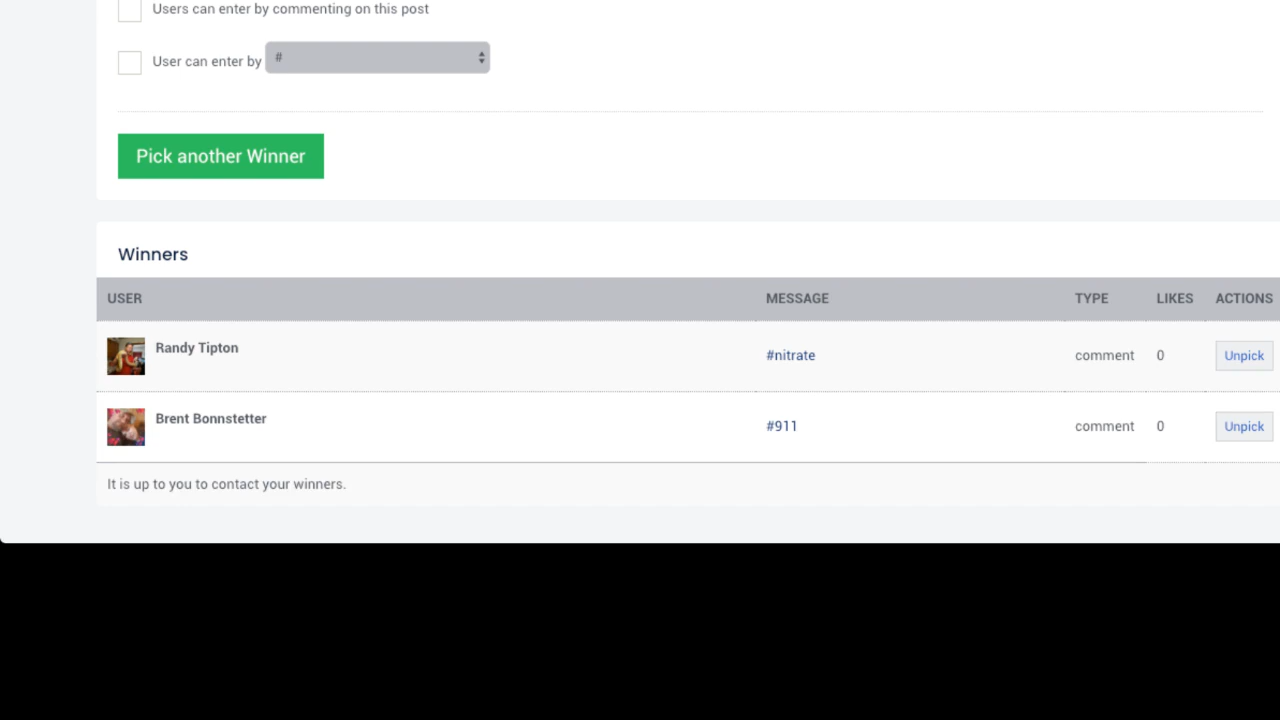 Users can enter by commenting on this post
User can enter by #
Pick another Winner
Winners
USER MESSAGE TYPE LIKES ACTIONS
Randy Tipton #nitrate comment 0 Unpick
Brent Bonnstetter #911 comment 0 Unpick
It is up to you to contact your winners.